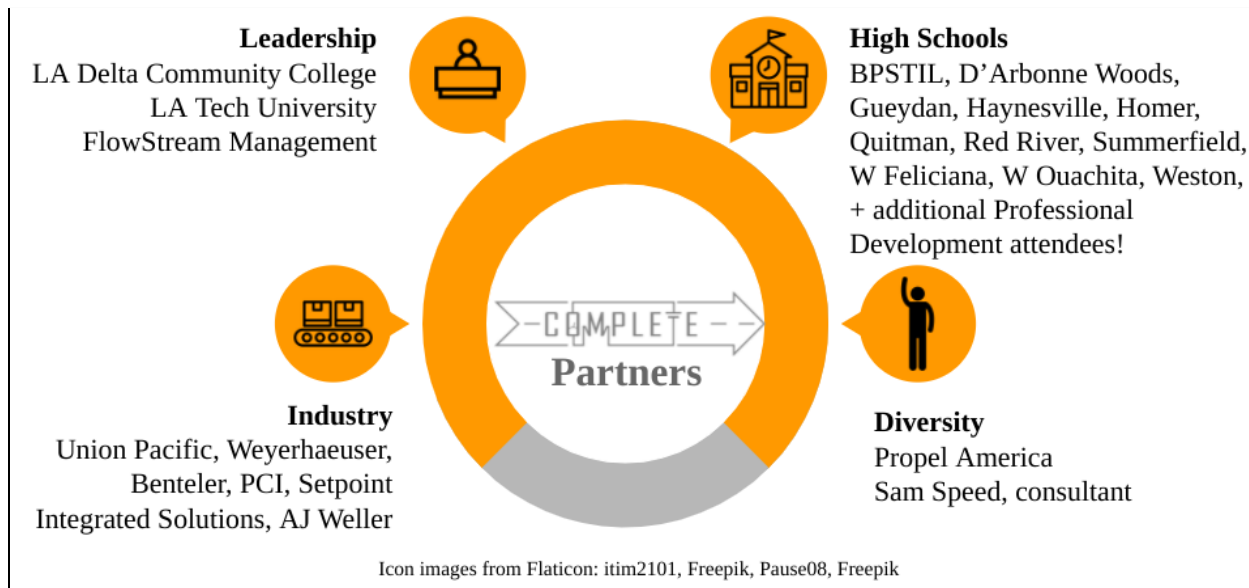 Leadership
LA Delta Community College
LA Tech University
FlowStream Management
High Schools
BPSTIL, D’Arbonne Woods,
Gueydan, Haynesville, Homer,
Quitman, Red River, Summerfield,
W Feliciana, W Ouachita, Weston,
+ additional Professional
Development attendees!
COMPLETE
Partners
Industry
Union Pacific, Weyerhaeuser,
Benteler, PCI, Setpoint
Integrated Solutions, AJ Weller
Diversity
Propel America
Sam Speed, consultant
Icon images from Flaticon: itim2101, Freepik, Pause08, Freepik